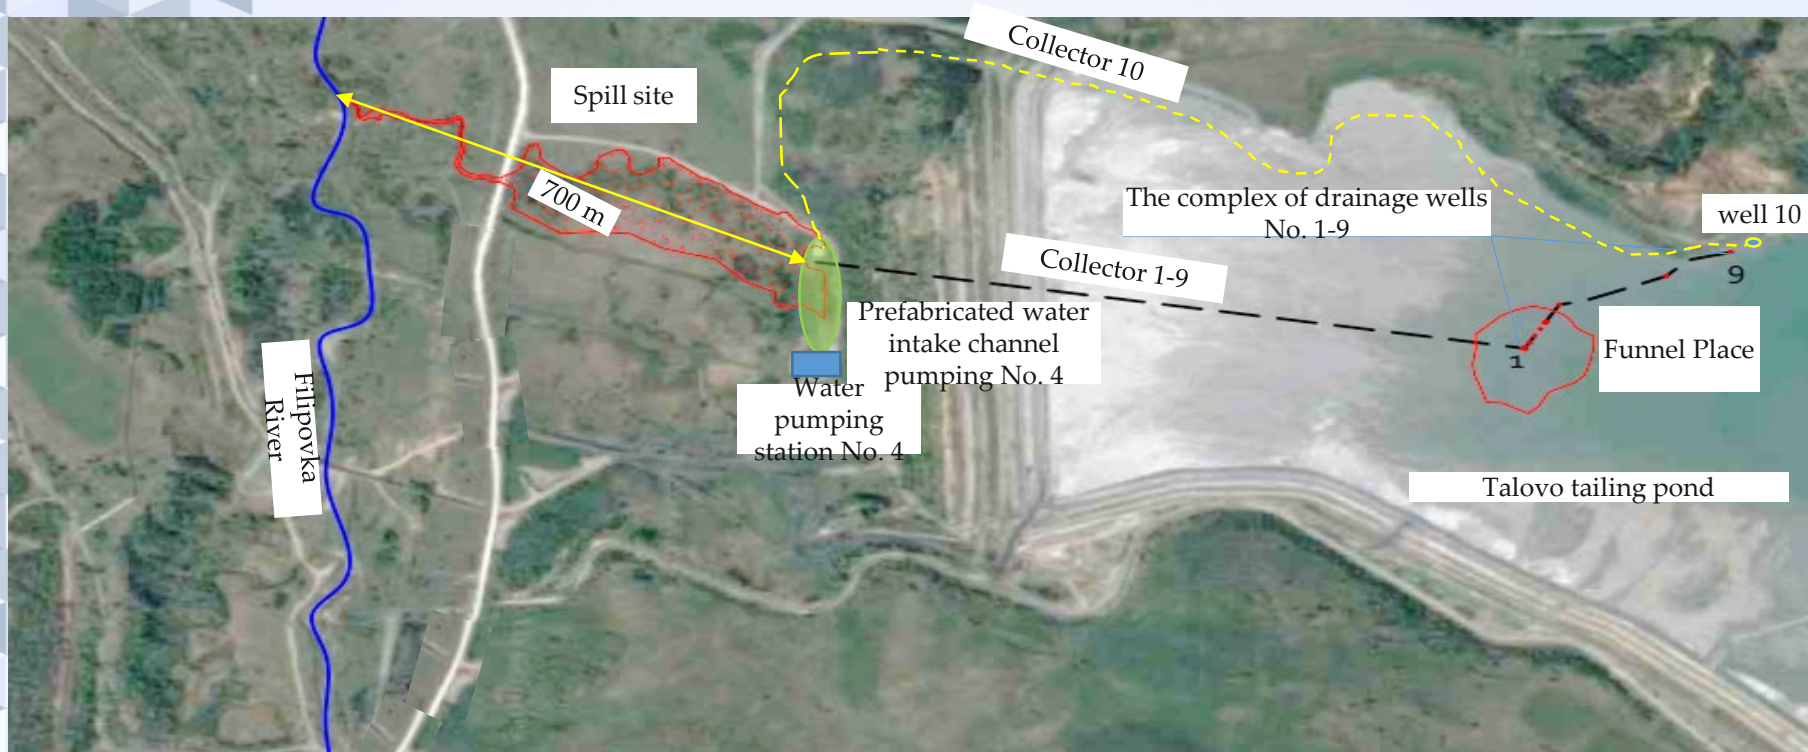 Collector 10
Spill site
The complex of drainage wells
No. 1-9
700 m
well 10
Collector 1-9
9
Prefabricated water
intake channel
pumping No. 4
1
Funnel Place
Filipovka
River
Water
pumping
station No. 4
Talovo tailing pond